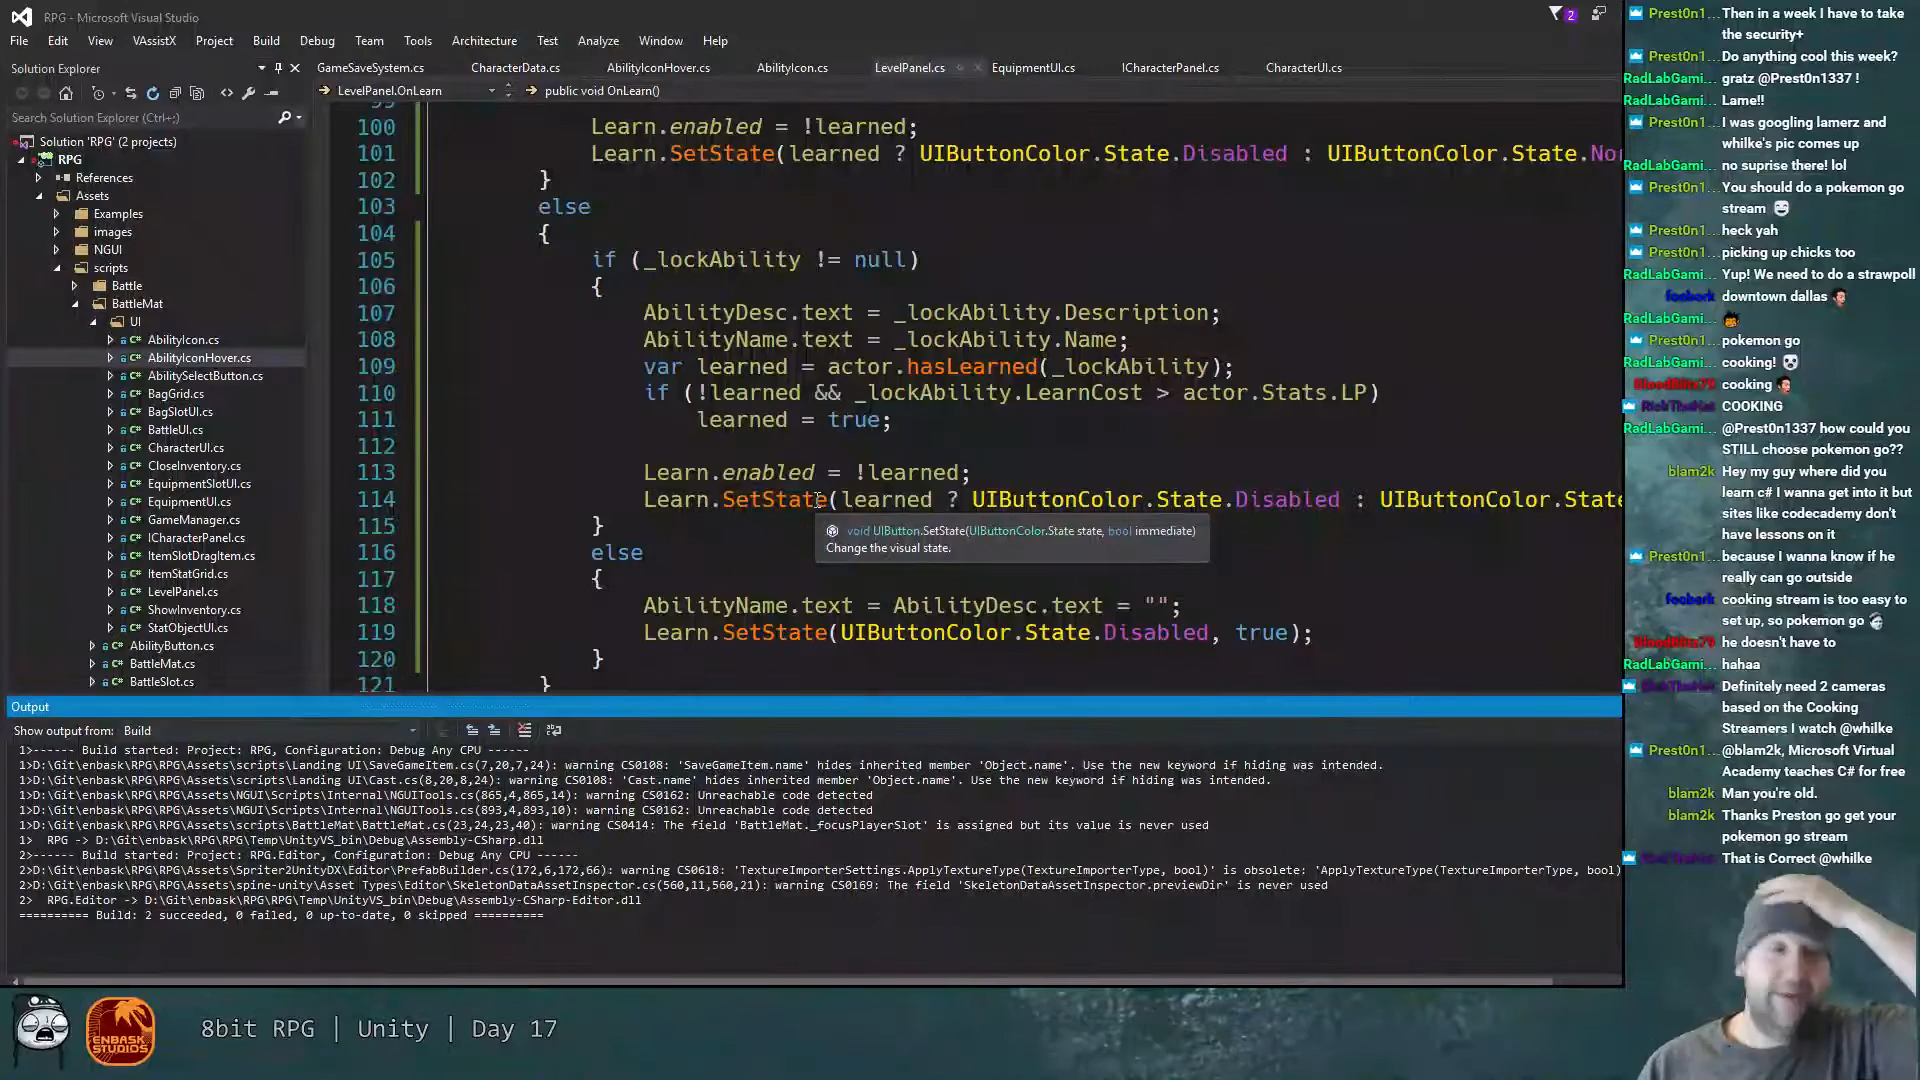 RPG - Microsoft Visual Studio
2
File Edit View VAssistX Project Build Debug Team Tools Architecture Test Analyze Window Help
Solution Explorer
GameSaveSystem.cs CharacterData.cs AbilityIconHover.cs AbilityIcon.cs LevelPanel.cs EquipmentUI.cs ICharacterPanel.cs CharacterUI.cs
LevelPanel.OnLearn public void OnLearn()
Search Solution Explorer (Ctrl+;)
Solution 'RPG' (2 projects)
RPG
References
Assets
Examples
images
NGUI
scripts
Battle
BattleMat
UI
AbilityIcon.cs
AbilityIconHover.cs
AbilitySelectButton.cs
BagGrid.cs
BagSlotUI.cs
BattleUI.cs
CharacterUI.cs
CloseInventory.cs
EquipmentSlotUI.cs
EquipmentUI.cs
GameManager.cs
ICharacterPanel.cs
ItemSlotDragItem.cs
ItemStatGrid.cs
LevelPanel.cs
ShowInventory.cs
StatObjectUI.cs
AbilityButton.cs
BattleMat.cs
BattleSlot.cs
99
100 Learn.enabled = !learned;
101 Learn.SetState(learned ? UIButtonColor.State.Disabled : UIButtonColor.State.No
102 }
103 else
104 {
105 if (_lockAbility != null)
106 {
107 AbilityDesc.text = _lockAbility.Description;
108 AbilityName.text = _lockAbility.Name;
109 var learned = actor.hasLearned(_lockAbility);
110 if (!learned && _lockAbility.LearnCost > actor.Stats.LP)
111 learned = true;
112
113 Learn.enabled = !learned;
114 Learn.SetState(learned ? UIButtonColor.State.Disabled : UIButtonColor.State
115 }
void UIButton.SetState(UIButtonColor.State state, bool immediate)
Change the visual state.
116 else
117 {
118 AbilityName.text = AbilityDesc.text = "";
119 Learn.SetState(UIButtonColor.State.Disabled, true);
120 }
121 }
Output
Show output from: Build
1>------ Build started: Project: RPG, Configuration: Debug Any CPU ------
1>D:\Git\enbask\RPG\RPG\Assets\scripts\Landing UI\SaveGameItem.cs(7,20,7,24): warning CS0108: 'SaveGameItem.name' hides inherited member 'Object.name'. Use the new keyword if hiding was intended.
1>D:\Git\enbask\RPG\RPG\Assets\scripts\Landing UI\Cast.cs(8,20,8,24): warning CS0108: 'Cast.name' hides inherited member 'Object.name'. Use the new keyword if hiding was intended.
1>D:\Git\enbask\RPG\RPG\Assets\NGUI\Scripts\Internal\NGUITools.cs(865,4,865,14): warning CS0162: Unreachable code detected
1>D:\Git\enbask\RPG\RPG\Assets\NGUI\Scripts\Internal\NGUITools.cs(893,4,893,10): warning CS0162: Unreachable code detected
1>D:\Git\enbask\RPG\RPG\Assets\scripts\BattleMat\BattleMat.cs(23,24,23,40): warning CS0414: The field 'BattleMat._focusPlayerSlot' is assigned but its value is never used
1> RPG -> D:\Git\enbask\RPG\RPG\Temp\UnityVS_bin\Debug\Assembly-CSharp.dll
2>------ Build started: Project: RPG.Editor, Configuration: Debug Any CPU ------
2>D:\Git\enbask\RPG\RPG\Assets\Spriter2UnityDX\Editor\PrefabBuilder.cs(172,6,172,66): warning CS0618: 'TextureImporterSettings.ApplyTextureType(TextureImporterType, bool)' is obsolete: 'ApplyTextureType(TextureImporterType, bool)
2>D:\Git\enbask\RPG\RPG\Assets\spine-unity\Asset Types\Editor\SkeletonDataAssetInspector.cs(560,11,560,21): warning CS0169: The field 'SkeletonDataAssetInspector.previewDir' is never used
2> RPG.Editor -> D:\Git\enbask\RPG\RPG\Temp\UnityVS_bin\Debug\Assembly-CSharp-Editor.dll
========== Build: 2 succeeded, 0 failed, 0 up-to-date, 0 skipped ==========
ENBASK
STUDIOS
8bit RPG | Unity | Day 17
Prest0n1... Then in a week I have to take
the security+
Prest0n1... Do anything cool this week?
RadLabGami... gratz @Prest0n1337 !
RadLabGami... Lame!!
Prest0n1... I was googling lamerz and
whilke's pic comes up
RadLabGami... no suprise there! lol
Prest0n1... You should do a pokemon go
stream
Prest0n1... heck yah
Prest0n1... picking up chicks too
RadLabGami... Yup! We need to do a strawpoll
foobork downtown dallas
RadLabGami...
Prest0n1... pokemon go
RadLabGami... cooking!
BloodBlitz79 cooking
RichTheHat COOKING
RadLabGami... @Prest0n1337 how could you
STILL choose pokemon go??
blam2k Hey my guy where did you
learn c# I wanna get into it but
sites like codecademy don't
have lessons on it
Prest0n1... because I wanna know if he
really can go outside
foobork cooking stream is too easy to
set up, so pokemon go
BloodBlitz79 he doesn't have to
RadLabGami... hahaa
RichTheHat Definitely need 2 cameras
based on the Cooking
Streamers I watch @whilke
Prest0n1... @blam2k, Microsoft Virtual
Academy teaches C# for free
blam2k Man you're old.
blam2k Thanks Preston go get your
pokemon go stream
RichTheHat That is Correct @whilke